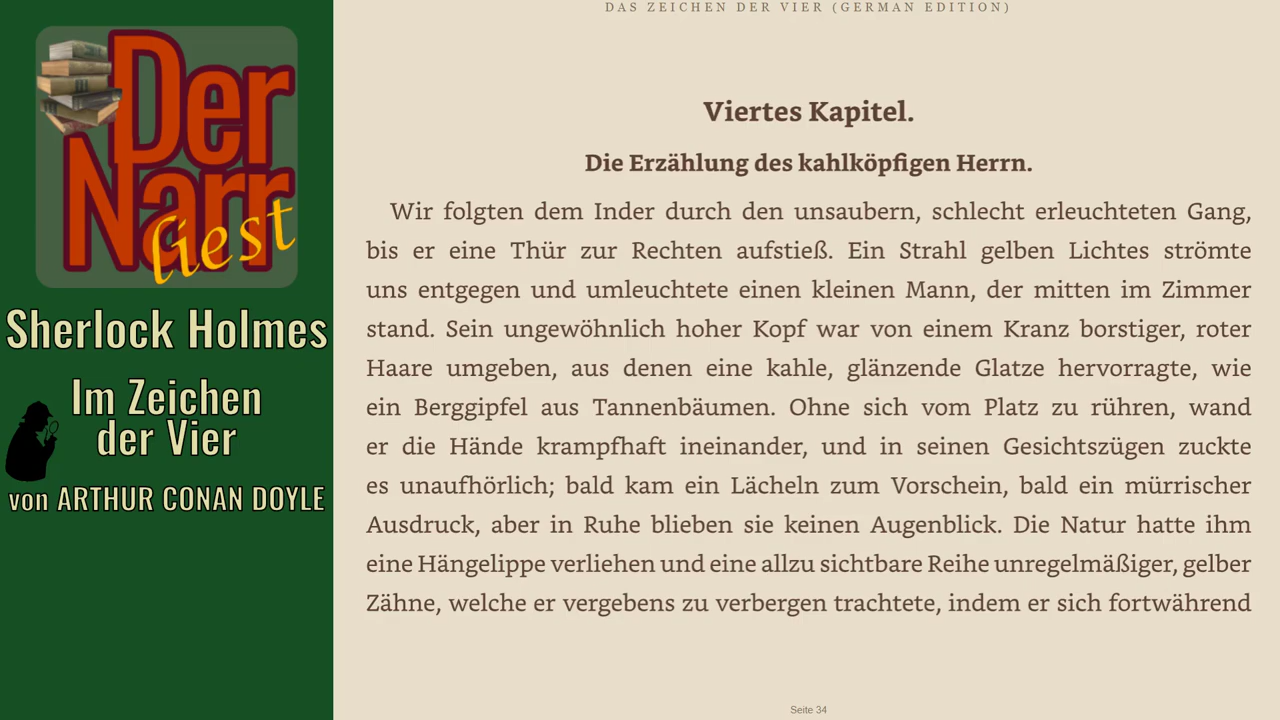 Der
Narr
liest
Sherlock Holmes
Im Zeichen
der Vier
von ARTHUR CONAN DOYLE
DAS ZEICHEN DER VIER (GERMAN EDITION)
Viertes Kapitel.
Die Erzählung des kahlköpfigen Herrn.
Wir folgten dem Inder durch den unsaubern, schlecht erleuchteten Gang,
bis er eine Thür zur Rechten aufstieß. Ein Strahl gelben Lichtes strömte
uns entgegen und umleuchtete einen kleinen Mann, der mitten im Zimmer
stand. Sein ungewöhnlich hoher Kopf war von einem Kranz borstiger, roter
Haare umgeben, aus denen eine kahle, glänzende Glatze hervorragte, wie
ein Berggipfel aus Tannenbäumen. Ohne sich vom Platz zu rühren, wand
er die Hände krampfhaft ineinander, und in seinen Gesichtszügen zuckte
es unaufhörlich; bald kam ein Lächeln zum Vorschein, bald ein mürrischer
Ausdruck, aber in Ruhe blieben sie keinen Augenblick. Die Natur hatte ihm
eine Hängelippe verliehen und eine allzu sichtbare Reihe unregelmäßiger, gelber
Zähne, welche er vergebens zu verbergen trachtete, indem er sich fortwährend
Seite 34